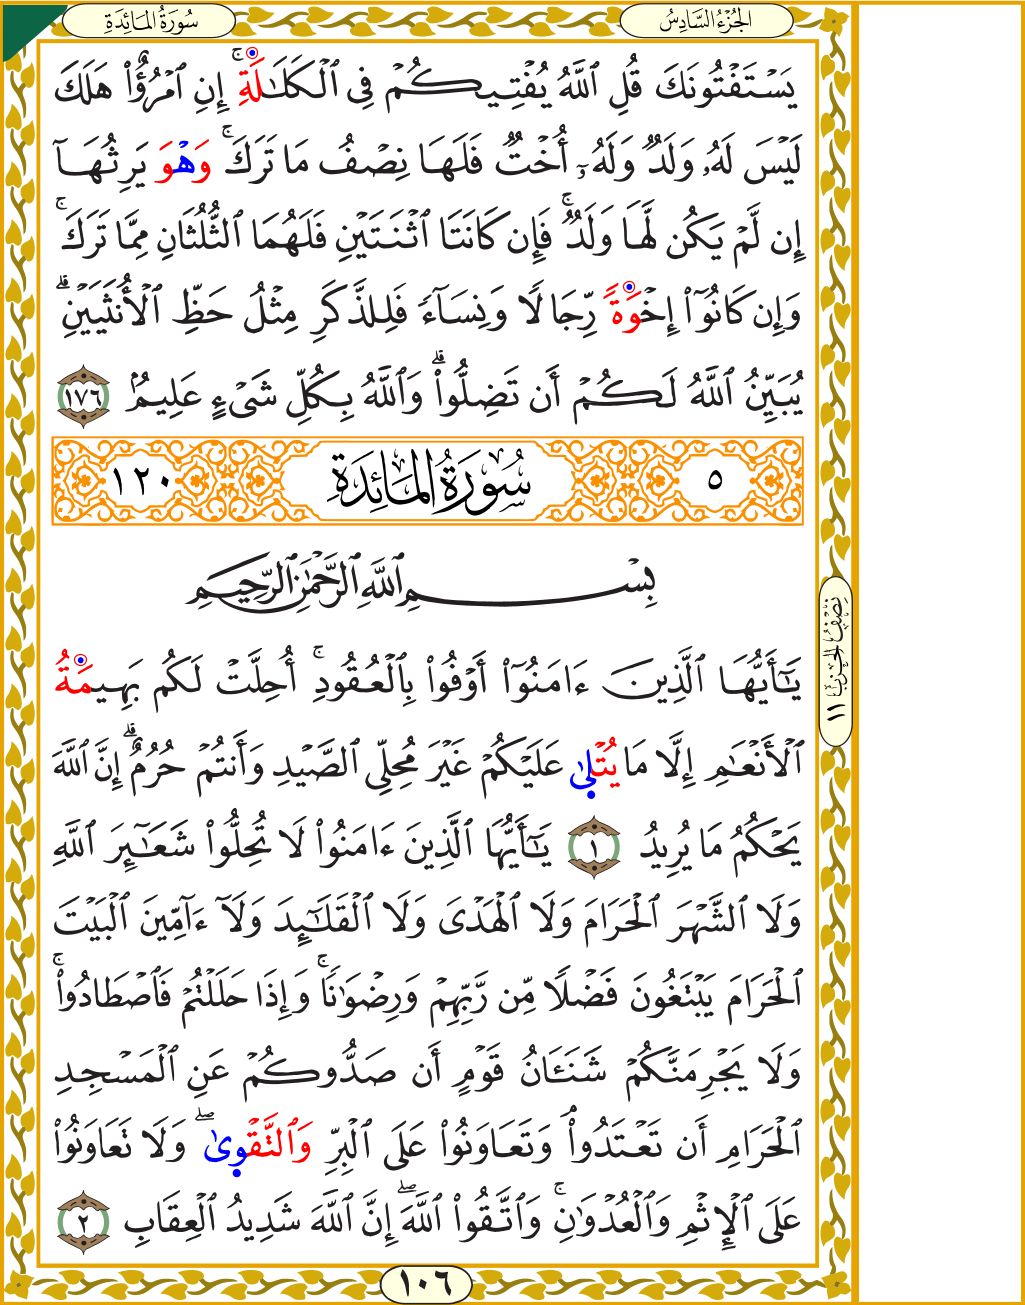 الجُزْءُ السَّادِسُ
سُورَةُ المَائِدَةِ
يَسۡتَفۡتُونَكَ قُلِ ٱللَّهُ يُفۡتِيكُمۡ فِي ٱلۡكَلَٰلَةِۚ إِنِ ٱمۡرُؤٌاْ هَلَكَ
لَيۡسَ لَهُۥ وَلَدٞ وَلَهُۥٓ أُخۡتٞ فَلَهَا نِصۡفُ مَا تَرَكَۚ وَهۡوَ يَرِثُهَآ
إِن لَّمۡ يَكُن لَّهَا وَلَدٞۚ فَإِن كَانَتَا ٱثۡنَتَيۡنِ فَلَهُمَا ٱلثُّلُثَانِ مِمَّا تَرَكَۚ
وَإِن كَانُوٓاْ إِخۡوَةٗ رِّجَالٗا وَنِسَآءٗ فَلِلذَّكَرِ مِثۡلُ حَظِّ ٱلۡأُنثَيَيۡنِۗ
يُبَيِّنُ ٱللَّهُ لَكُمۡ أَن تَضِلُّواْۗ وَٱللَّهُ بِكُلِّ شَيۡءٍ عَلِيمُۢ ١٧٦
٥ سُورَةُ المَائِدَةِ ١٢٠
بِسۡمِ ٱللَّهِ ٱلرَّحۡمَٰنِ ٱلرَّحِيمِ
يَٰٓأَيُّهَا ٱلَّذِينَ ءَامَنُوٓاْ أَوۡفُواْ بِٱلۡعُقُودِۚ أُحِلَّتۡ لَكُم بَهِيمَةُ
ٱلۡأَنۡعَٰمِ إِلَّا مَا يُتۡلَىٰ عَلَيۡكُمۡ غَيۡرَ مُحِلِّي ٱلصَّيۡدِ وَأَنتُمۡ حُرُمٌۗ إِنَّ ٱللَّهَ
يَحۡكُمُ مَا يُرِيدُ ١ يَٰٓأَيُّهَا ٱلَّذِينَ ءَامَنُواْ لَا تُحِلُّواْ شَعَٰٓئِرَ ٱللَّهِ
وَلَا ٱلشَّهۡرَ ٱلۡحَرَامَ وَلَا ٱلۡهَدۡيَ وَلَا ٱلۡقَلَٰٓئِدَ وَلَآ ءَآمِّينَ ٱلۡبَيۡتَ
ٱلۡحَرَامَ يَبۡتَغُونَ فَضۡلٗا مِّن رَّبِّهِمۡ وَرِضۡوَٰنٗاۚ وَإِذَا حَلَلۡتُمۡ فَٱصۡطَادُواْۚ
وَلَا يَجۡرِمَنَّكُمۡ شَنَـَٔانُ قَوۡمٍ أَن صَدُّوكُمۡ عَنِ ٱلۡمَسۡجِدِ
ٱلۡحَرَامِ أَن تَعۡتَدُواْۘ وَتَعَاوَنُواْ عَلَى ٱلۡبِرِّ وَٱلتَّقۡوَىٰۖ وَلَا تَعَاوَنُواْ
عَلَى ٱلۡإِثۡمِ وَٱلۡعُدۡوَٰنِۚ وَٱتَّقُواْ ٱللَّهَۖ إِنَّ ٱللَّهَ شَدِيدُ ٱلۡعِقَابِ ٢
نِصْفُ الحِزْبِ ١١
١٠٦